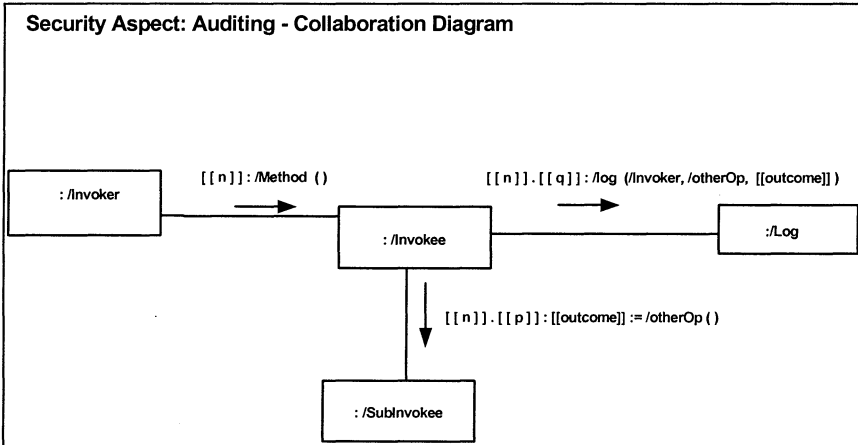 Security Aspect: Auditing - Collaboration Diagram
[ [ n ] ] : /Method ( )
[ [ n ] ] . [ [ q ] ] : /log (/Invoker, /otherOp, [[outcome]] )
: /Invoker
: /Invokee
:/Log
[ [ n ] ] . [ [ p ] ] : [[outcome]] := /otherOp ( )
: /SubInvokee